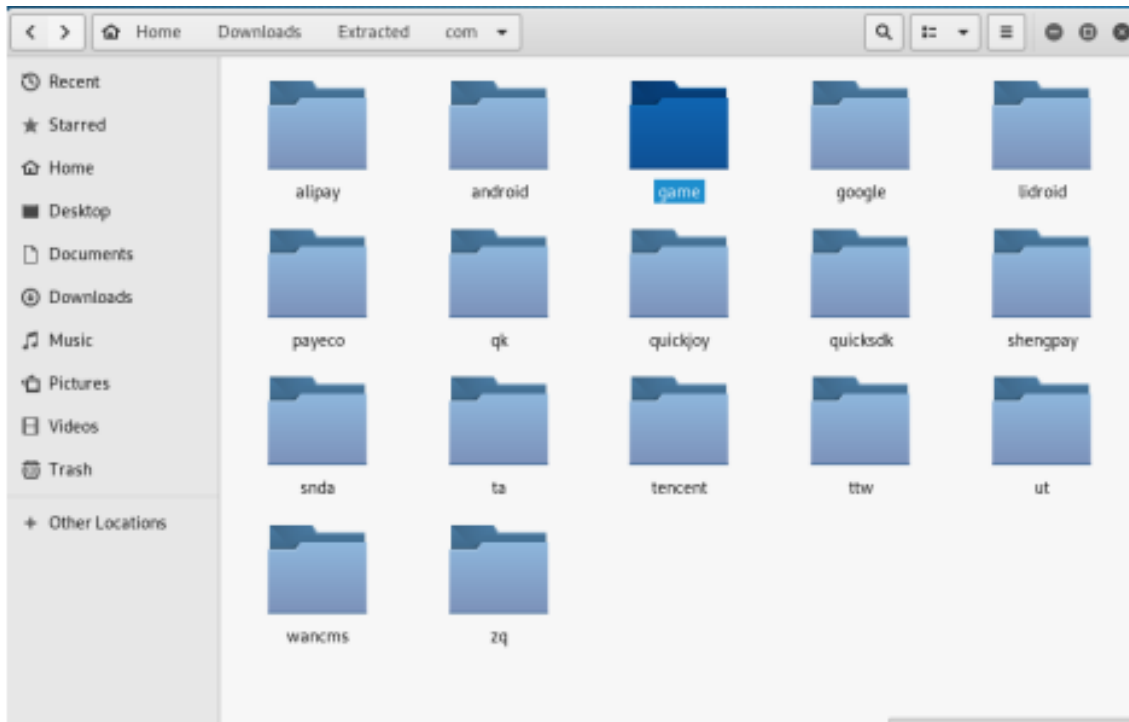 Home Downloads Extracted com
Recent
Starred
Home
Desktop
Documents
Downloads
Music
Pictures
Videos
Trash
Other Locations
alipay android game google lidroid
payeco qk quickjoy quicksdk shengpay
snda ta tencent ttw ut
wancms zq